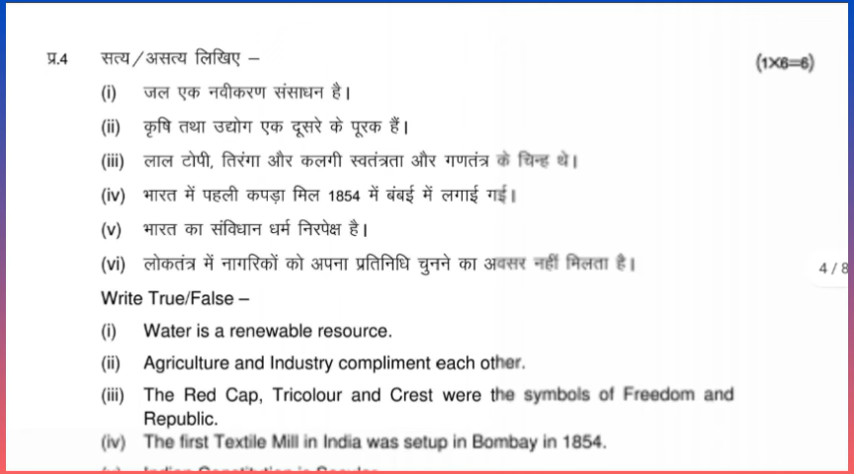 प्र.4 सत्य/असत्य लिखिए – (1×6=6)
(i) जल एक नवीकरण संसाधन है।
(ii) कृषि तथा उद्योग एक दूसरे के पूरक हैं।
(iii) लाल टोपी, तिरंगा और कलगी स्वतंत्रता और गणतंत्र के चिन्ह थे।
(iv) भारत में पहली कपड़ा मिल 1854 में बंबई में लगाई गई।
(v) भारत का संविधान धर्म निरपेक्ष है।
(vi) लोकतंत्र में नागरिकों को अपना प्रतिनिधि चुनने का अवसर नहीं मिलता है।
4 / 8
Write True/False –
(i) Water is a renewable resource.
(ii) Agriculture and Industry compliment each other.
(iii) The Red Cap, Tricolour and Crest were the symbols of Freedom and
Republic.
(iv) The first Textile Mill in India was setup in Bombay in 1854.